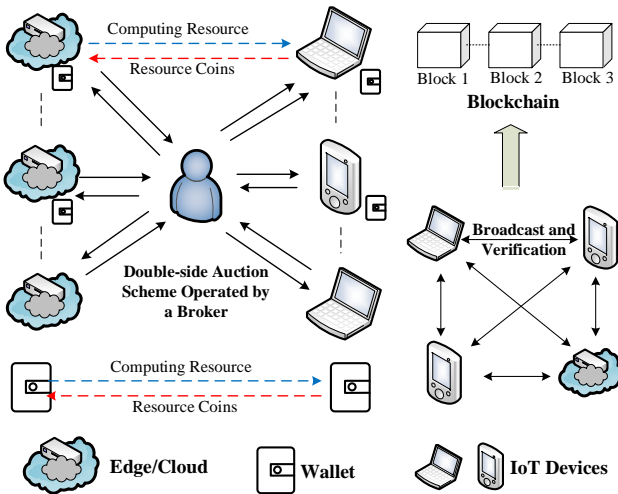 Computing Resource
Resource Coins
Block 1 Block 2 Block 3
Blockchain
Broadcast and
Verification
Double-side Auction
Scheme Operated by
a Broker
Computing Resource
Resource Coins
Edge/Cloud
Wallet
IoT Devices